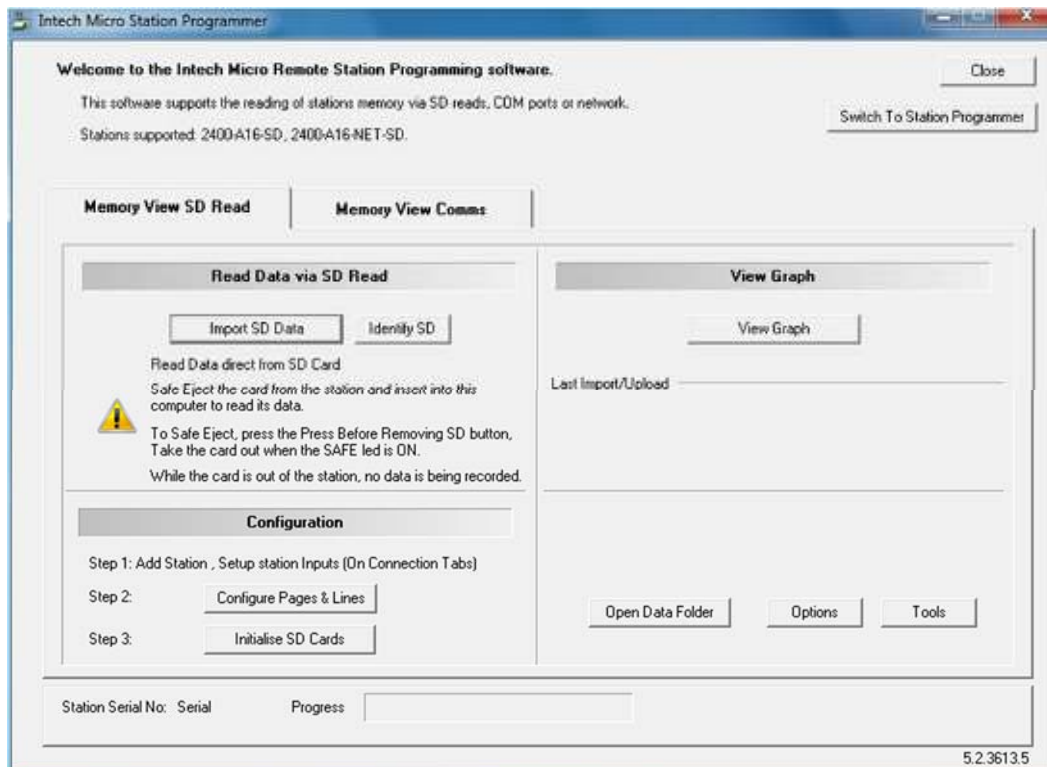 Intech Micro Station Programmer
Welcome to the Intech Micro Remote Station Programming software.
Close
This software supports the reading of stations memory via SD reads, COM ports or network.
Switch To Station Programmer
Stations supported: 2400-A16-SD, 2400-A16-NET-SD.
Memory View SD Read
Memory View Comms
Read Data via SD Read
Import SD Data
Identify SD
Read Data direct from SD Card
Safe Eject the card from the station and insert into this
computer to read its data.
To Safe Eject, press the Press Before Removing SD button,
Take the card out when the SAFE led is ON.
While the card is out of the station, no data is being recorded.
View Graph
View Graph
Last Import/Upload
Configuration
Step 1: Add Station , Setup station Inputs (On Connection Tabs)
Step 2:
Configure Pages & Lines
Step 3:
Initialise SD Cards
Open Data Folder
Options
Tools
Station Serial No: Serial
Progress
5.2.3613.5